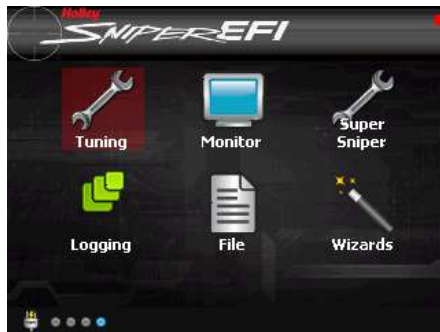 Holley
SNIPER EFI
Tuning
Monitor
Super
Sniper
Logging
File
Wizards